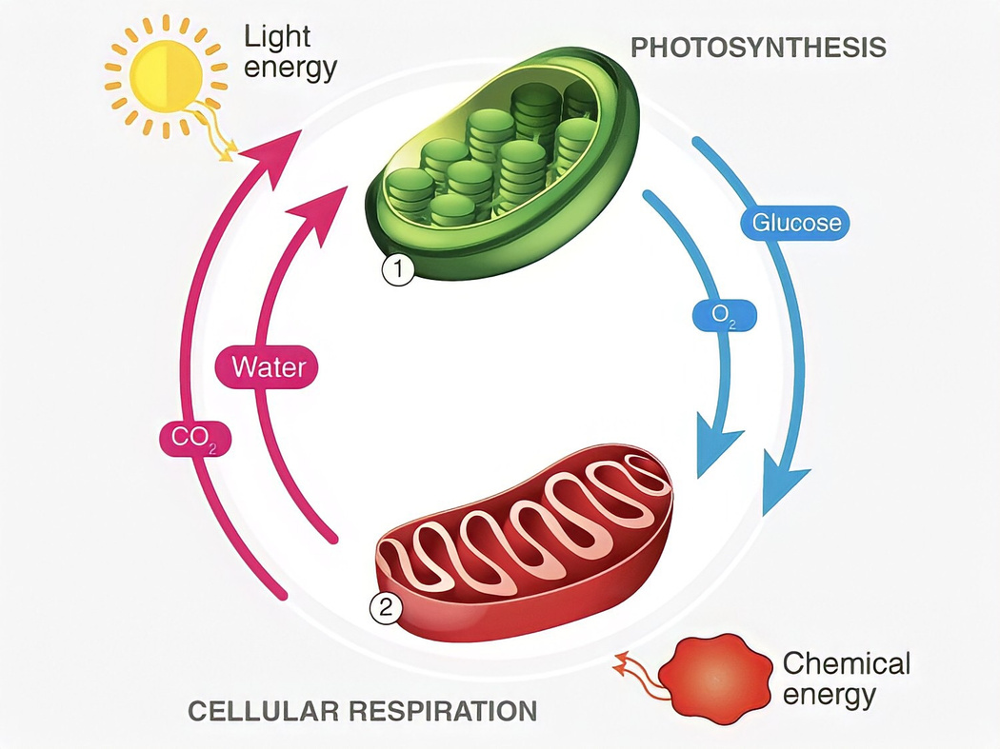 Light
energy
PHOTOSYNTHESIS
Glucose
1
O₂
Water
CO₂
2
Chemical
energy
CELLULAR RESPIRATION